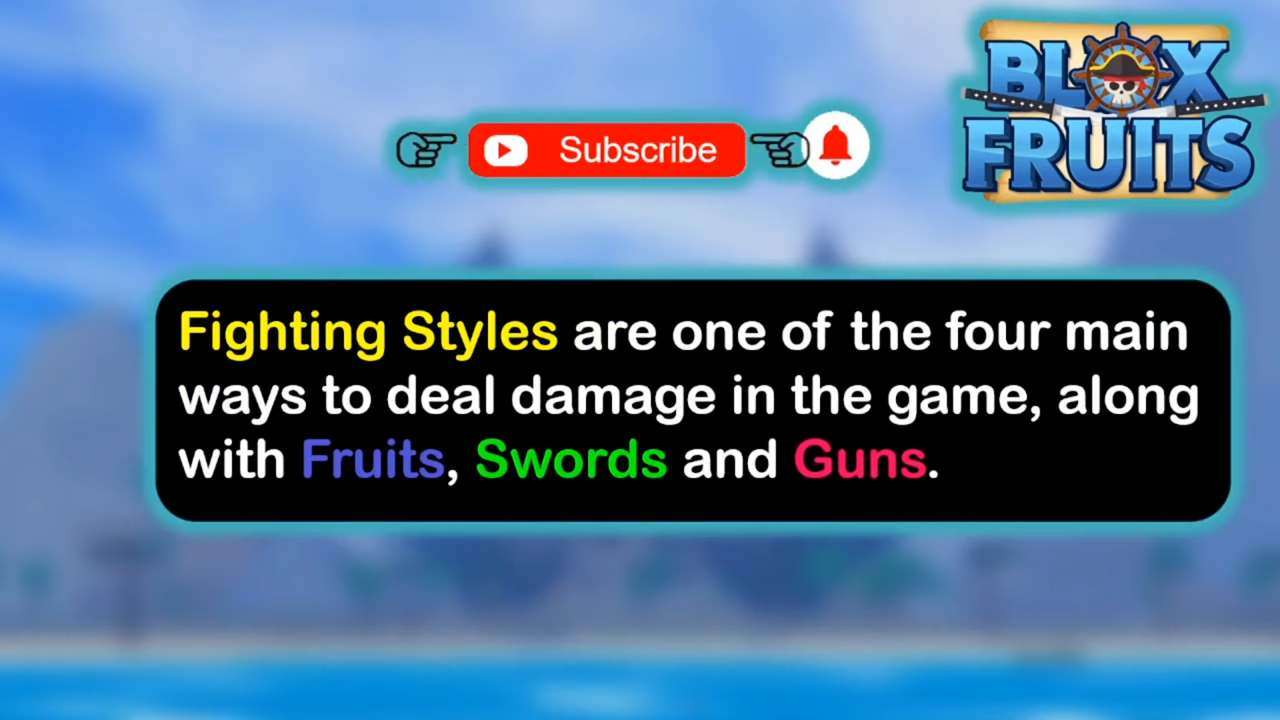 BLOX
FRUITS
Subscribe
Fighting Styles are one of the four main
ways to deal damage in the game, along
with Fruits, Swords and Guns.